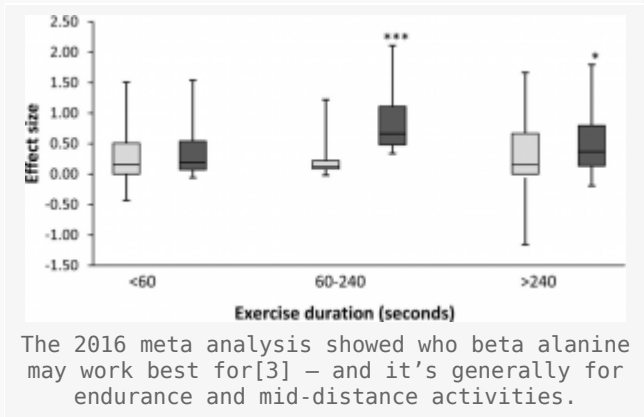 2.50
2.00
1.50
1.00
0.50
0.00
-0.50
-1.00
-1.50
Effect size
***
*
<60
60-240
>240
Exercise duration (seconds)
The 2016 meta analysis showed who beta alanine
may work best for[3] — and it’s generally for
endurance and mid-distance activities.